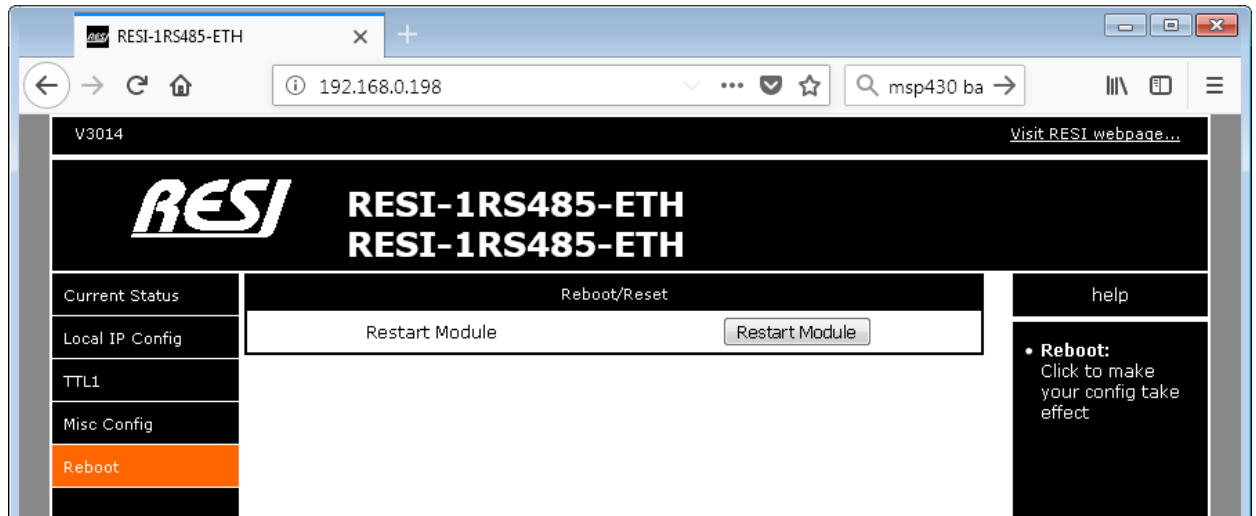 RESI-1RS485-ETH
192.168.0.198
msp430 ba
V3014
Visit RESI webpage...
RESI
RESI-1RS485-ETH
RESI-1RS485-ETH
Current Status
Local IP Config
TTL1
Misc Config
Reboot
Reboot/Reset
Restart Module
Restart Module
help
• Reboot:
Click to make
your config take
effect